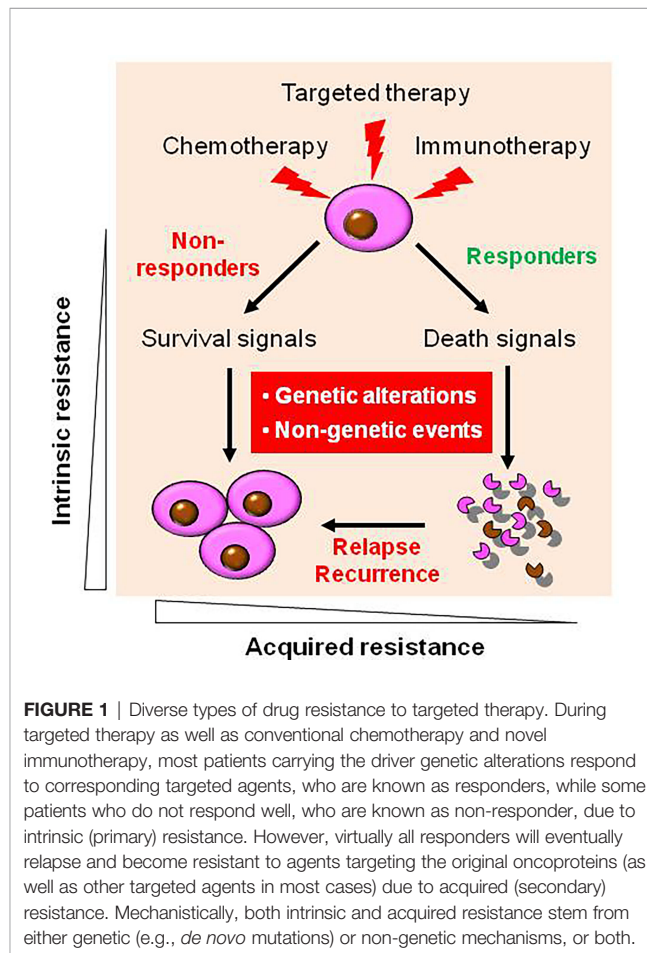 Targeted therapy
Chemotherapy
Immunotherapy
Non-
responders
Responders
Survival signals
Death signals
• Genetic alterations
• Non-genetic events
Relapse
Recurrence
Intrinsic resistance
Acquired resistance
FIGURE 1 | Diverse types of drug resistance to targeted therapy. During
targeted therapy as well as conventional chemotherapy and novel
immunotherapy, most patients carrying the driver genetic alterations respond
to corresponding targeted agents, who are known as responders, while some
patients who do not respond well, who are known as non-responder, due to
intrinsic (primary) resistance. However, virtually all responders will eventually
relapse and become resistant to agents targeting the original oncoproteins (as
well as other targeted agents in most cases) due to acquired (secondary)
resistance. Mechanistically, both intrinsic and acquired resistance stem from
either genetic (e.g., de novo mutations) or non-genetic mechanisms, or both.